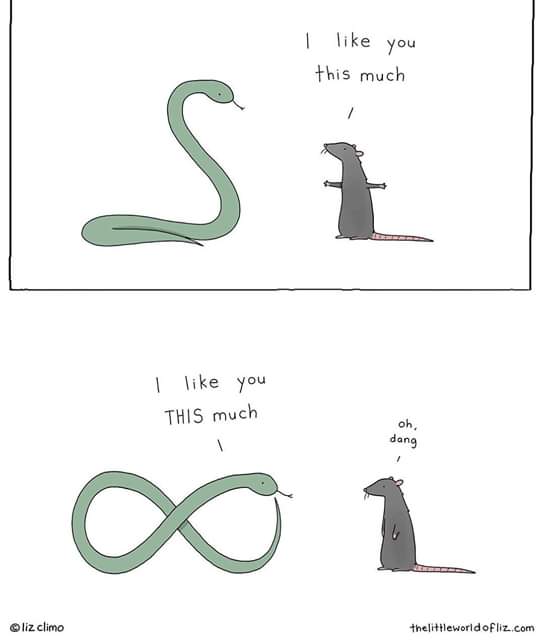 I like you
this much
I like you
THIS much
oh,
dang
© liz climo
thelittleworldofliz.com